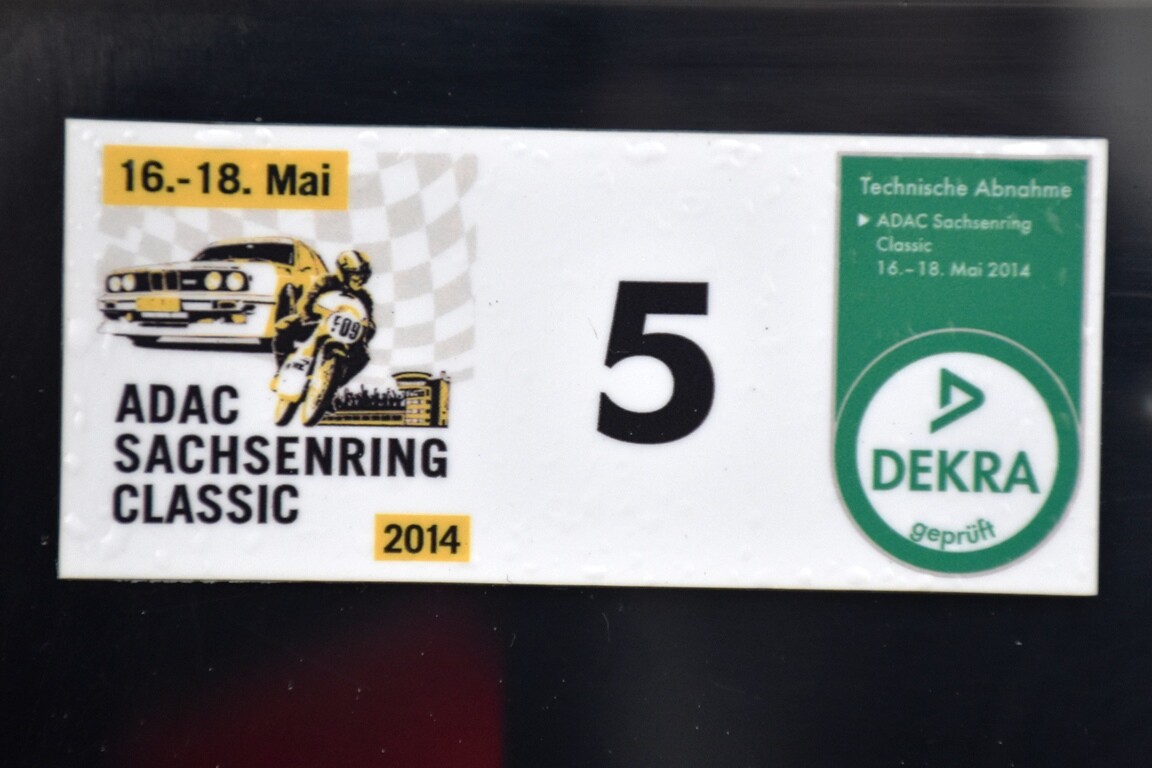 16.-18. Mai
509
ADAC
SACHSENRING
CLASSIC
2014
5
Technische Abnahme
ADAC Sachsenring
Classic
16.-18. Mai 2014
DEKRA
geprüft